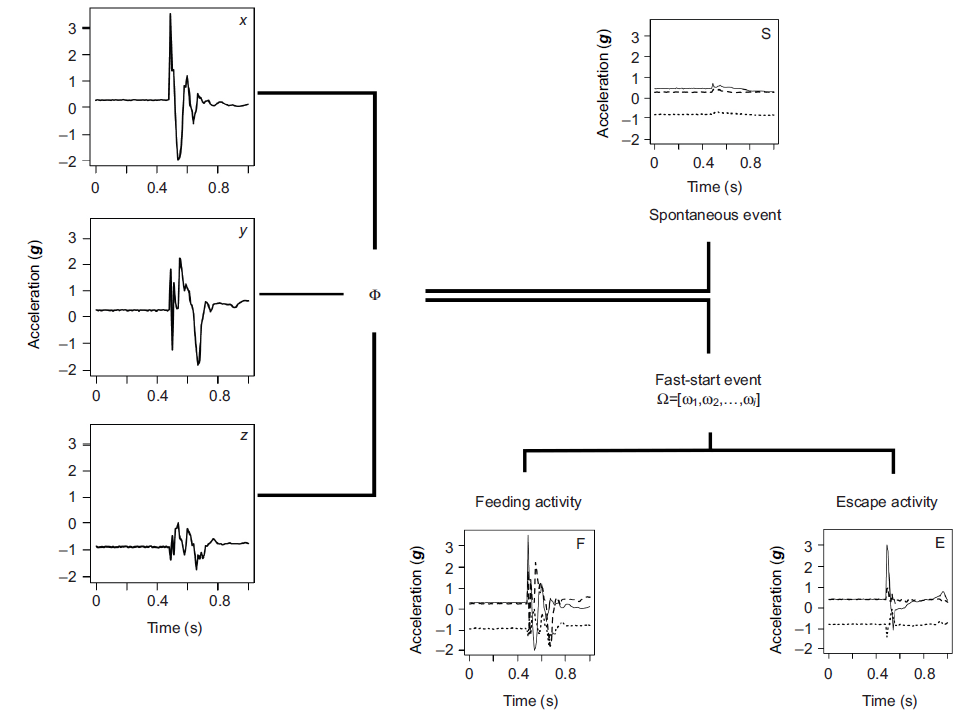 x
3
2
1
0
–1
–2
0
0.4
0.8
y
3
2
1
0
–1
–2
0
0.4
0.8
Acceleration (g)
z
3
2
1
0
–1
–2
0
0.4
0.8
Time (s)
Φ
S
3
2
1
0
–1
–2
0
0.4
0.8
Acceleration (g)
Time (s)
Spontaneous event
Fast-start event
Ω=[ω1,ω2,…,ωi]
Feeding activity
F
3
2
1
0
–1
–2
0
0.4
0.8
Acceleration (g)
Time (s)
Escape activity
E
3
2
1
0
–1
–2
0
0.4
0.8
Acceleration (g)
Time (s)